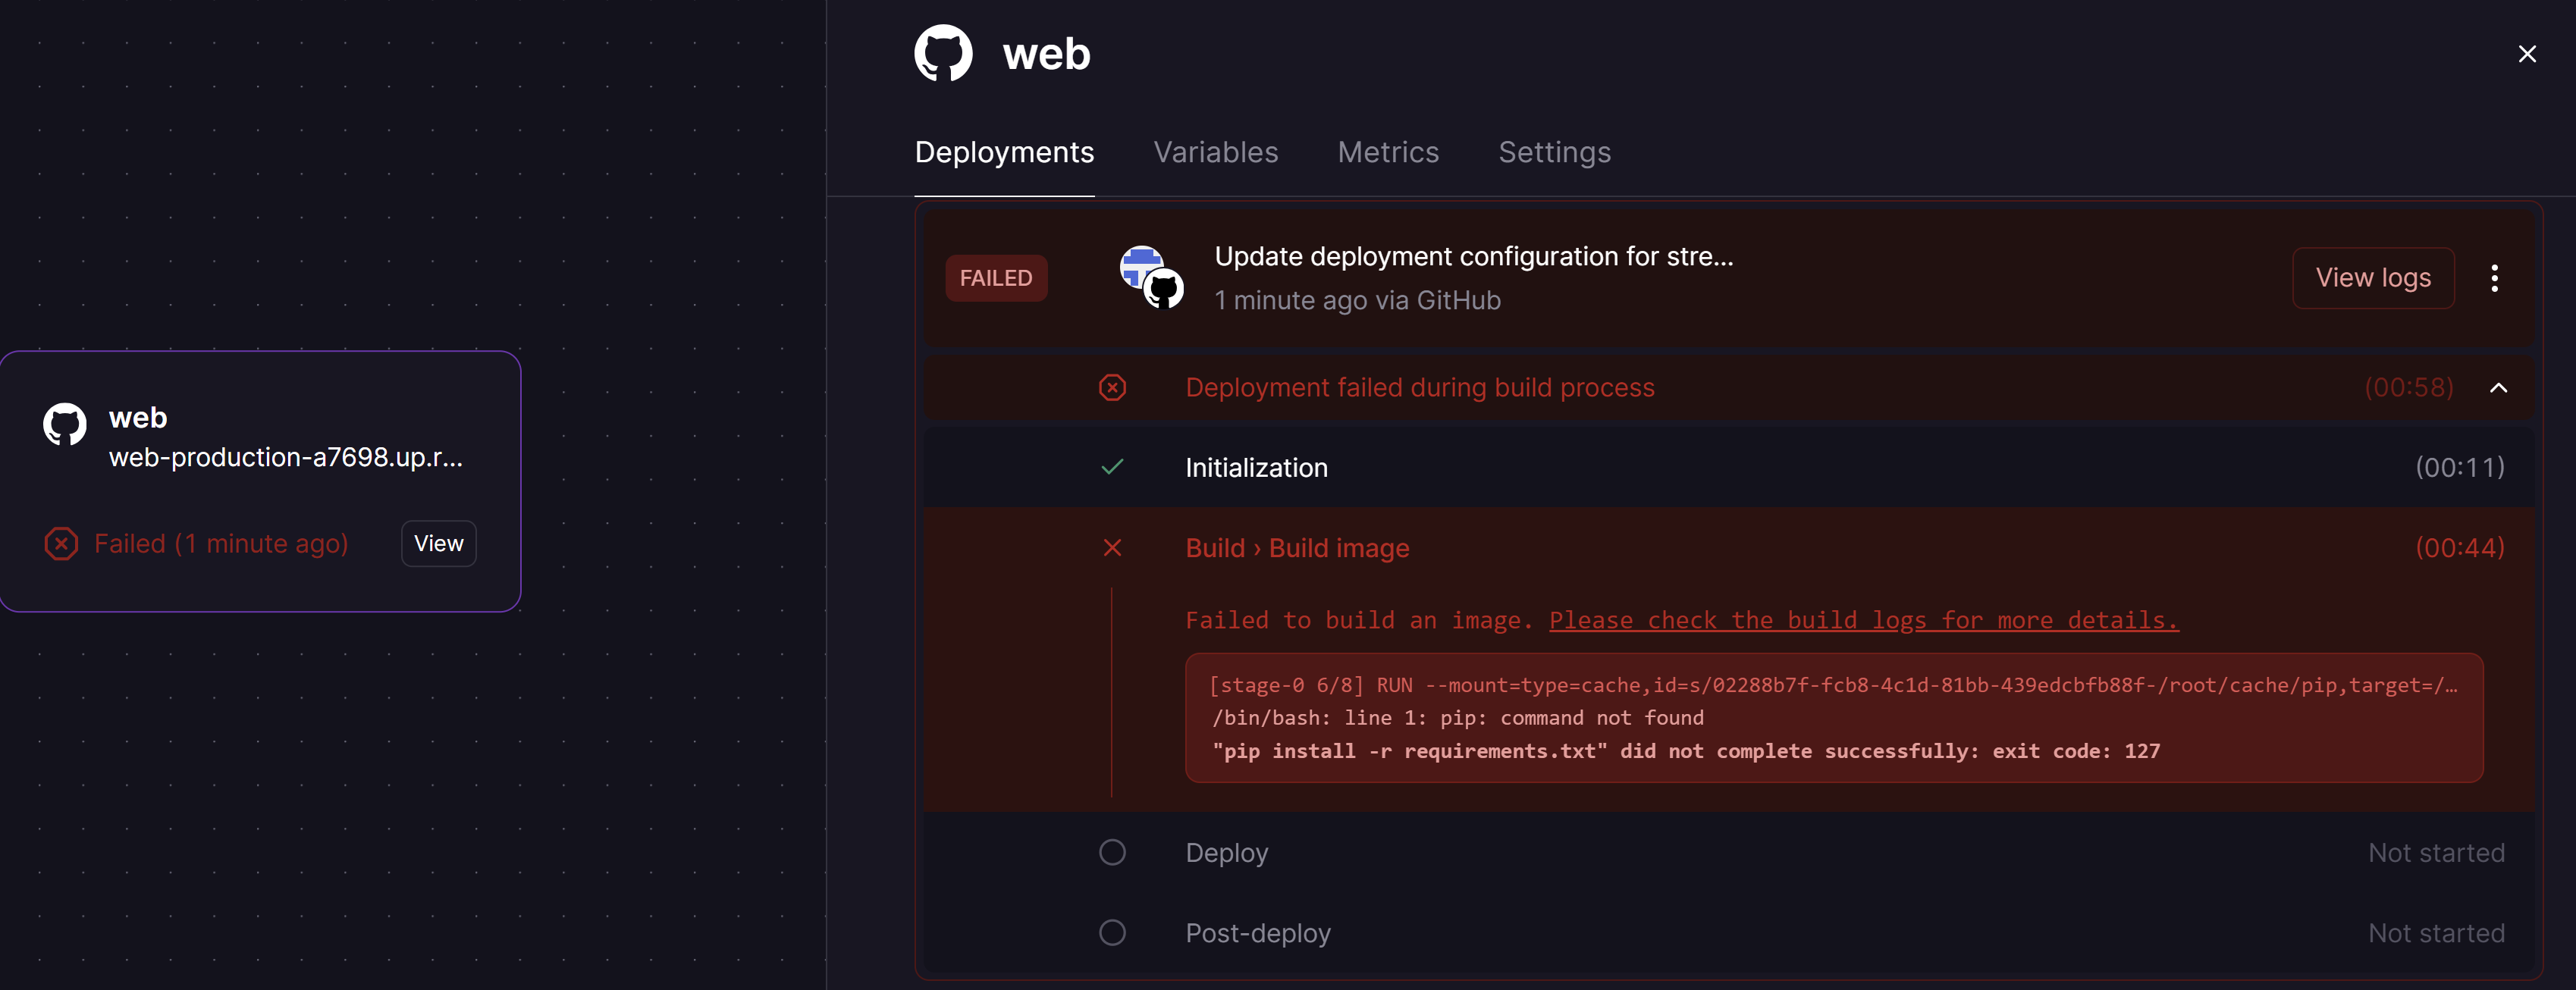 web
web-production-a7698.up.r...
Failed (1 minute ago)
View
web
Deployments
Variables
Metrics
Settings
FAILED
Update deployment configuration for stre...
1 minute ago via GitHub
View logs
Deployment failed during build process
(00:58)
Initialization
(00:11)
Build › Build image
(00:44)
Failed to build an image. Please check the build logs for more details.
[stage-0 6/8] RUN --mount=type=cache,id=s/02288b7f-fcb8-4c1d-81bb-439edcbfb88f-/root/cache/pip,target=/…
/bin/bash: line 1: pip: command not found
"pip install -r requirements.txt" did not complete successfully: exit code: 127
Deploy
Not started
Post-deploy
Not started